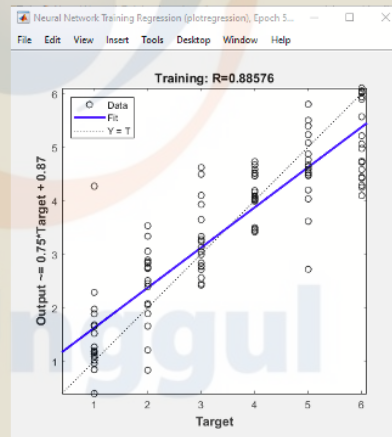 Neural Network Training Regression (plotregression), Epoch 5...
File Edit View Insert Tools Desktop Window Help
Training: R=0.88576
Data
Fit
Y = T
Output ~= 0.75*Target + 0.87
6
5
4
3
2
1
1 2 3 4 5 6
Target
nggul